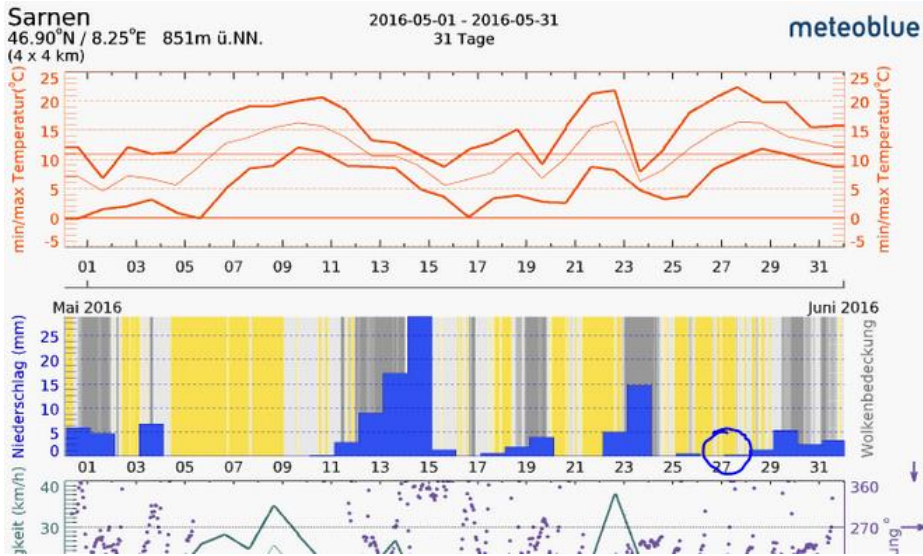 Sarnen
46.90°N / 8.25°E 851m ü.NN.
(4 x 4 km)
2016-05-01 - 2016-05-31
31 Tage
meteoblue
min/max Temperatur(°C)
25
20
15
10
5
0
-5
25
20
15
10
5
0
-5
min/max Temperatur(°C)
01 03 05 07 09 11 13 15 17 19 21 23 25 27 29 31
Mai 2016 Juni 2016
Niederschlag (mm)
25
20
15
10
5
0
Wolkenbedeckung
01 03 05 07 09 11 13 15 17 19 21 23 25 27 29 31
gkeit (km/h)
40
30
360
270
ung°